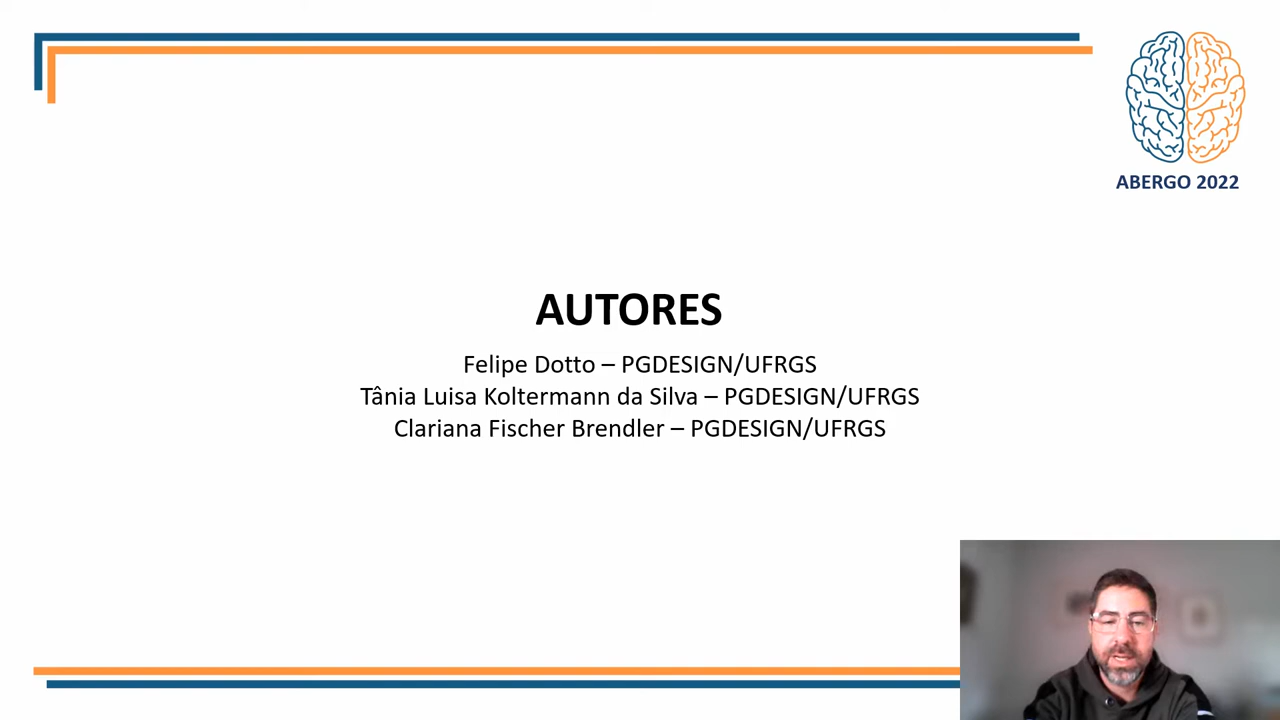 ABERGO 2022
AUTORES
Felipe Dotto – PGDESIGN/UFRGS
Tânia Luisa Koltermann da Silva – PGDESIGN/UFRGS
Clariana Fischer Brendler – PGDESIGN/UFRGS